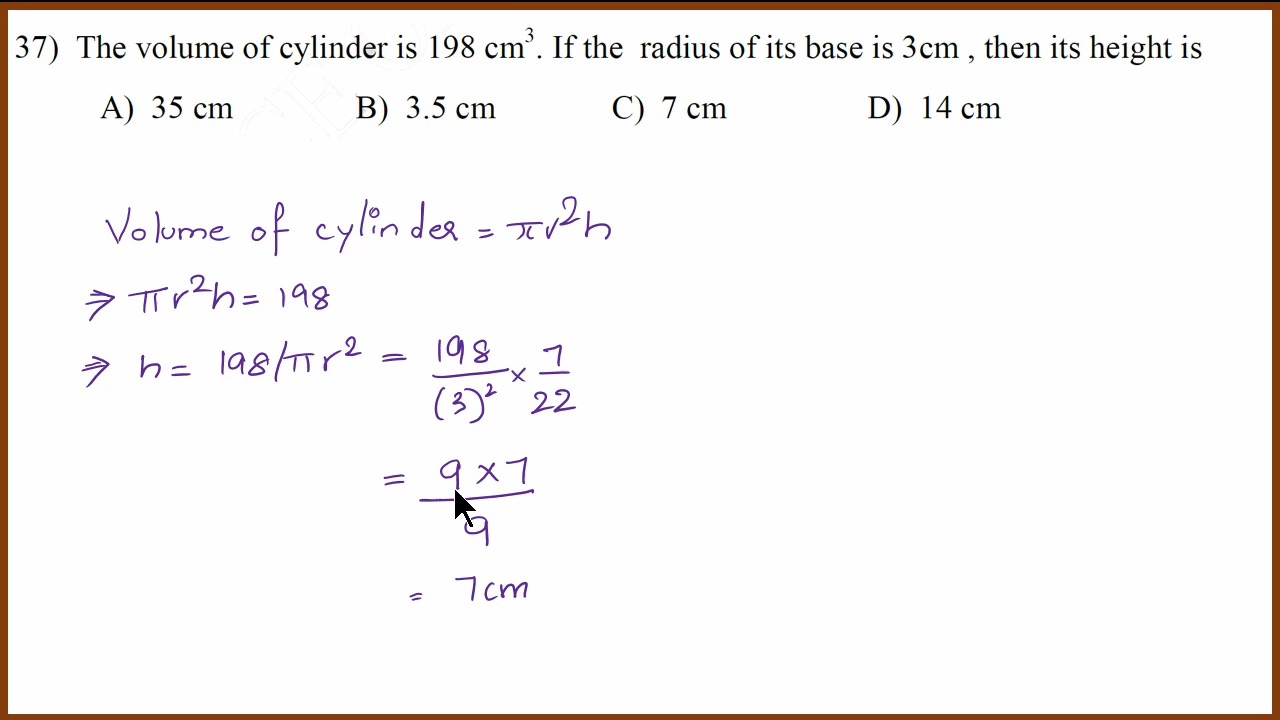 37) The volume of cylinder is 198 cm³. If the radius of its base is 3cm , then its height is
A) 35 cm B) 3.5 cm C) 7 cm D) 14 cm
Volume of cylinder = πr²h
⇒ πr²h = 198
⇒ h = 198/πr² = 198/(3)² × 7/22
= 9 × 7 / 9
= 7cm